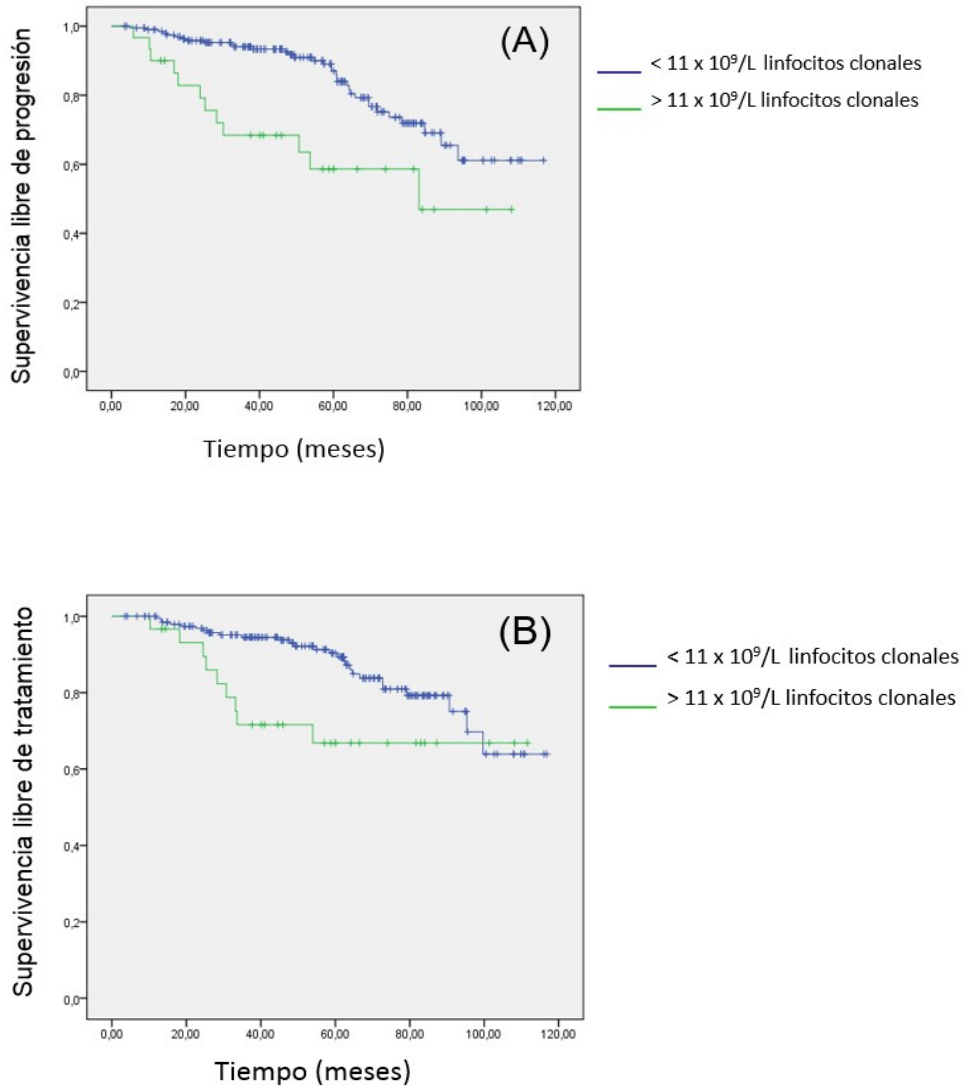 (A)
Supervivencia libre de progresión
1,0
0,8
0,6
0,4
0,2
0,0
0,00 20,00 40,00 60,00 80,00 100,00 120,00
Tiempo (meses)
< 11 x 10⁹/L linfocitos clonales
> 11 x 10⁹/L linfocitos clonales
(B)
Supervivencia libre de tratamiento
1,0
0,8
0,6
0,4
0,2
0,0
0,00 20,00 40,00 60,00 80,00 100,00 120,00
Tiempo (meses)
< 11 x 10⁹/L linfocitos clonales
> 11 x 10⁹/L linfocitos clonales